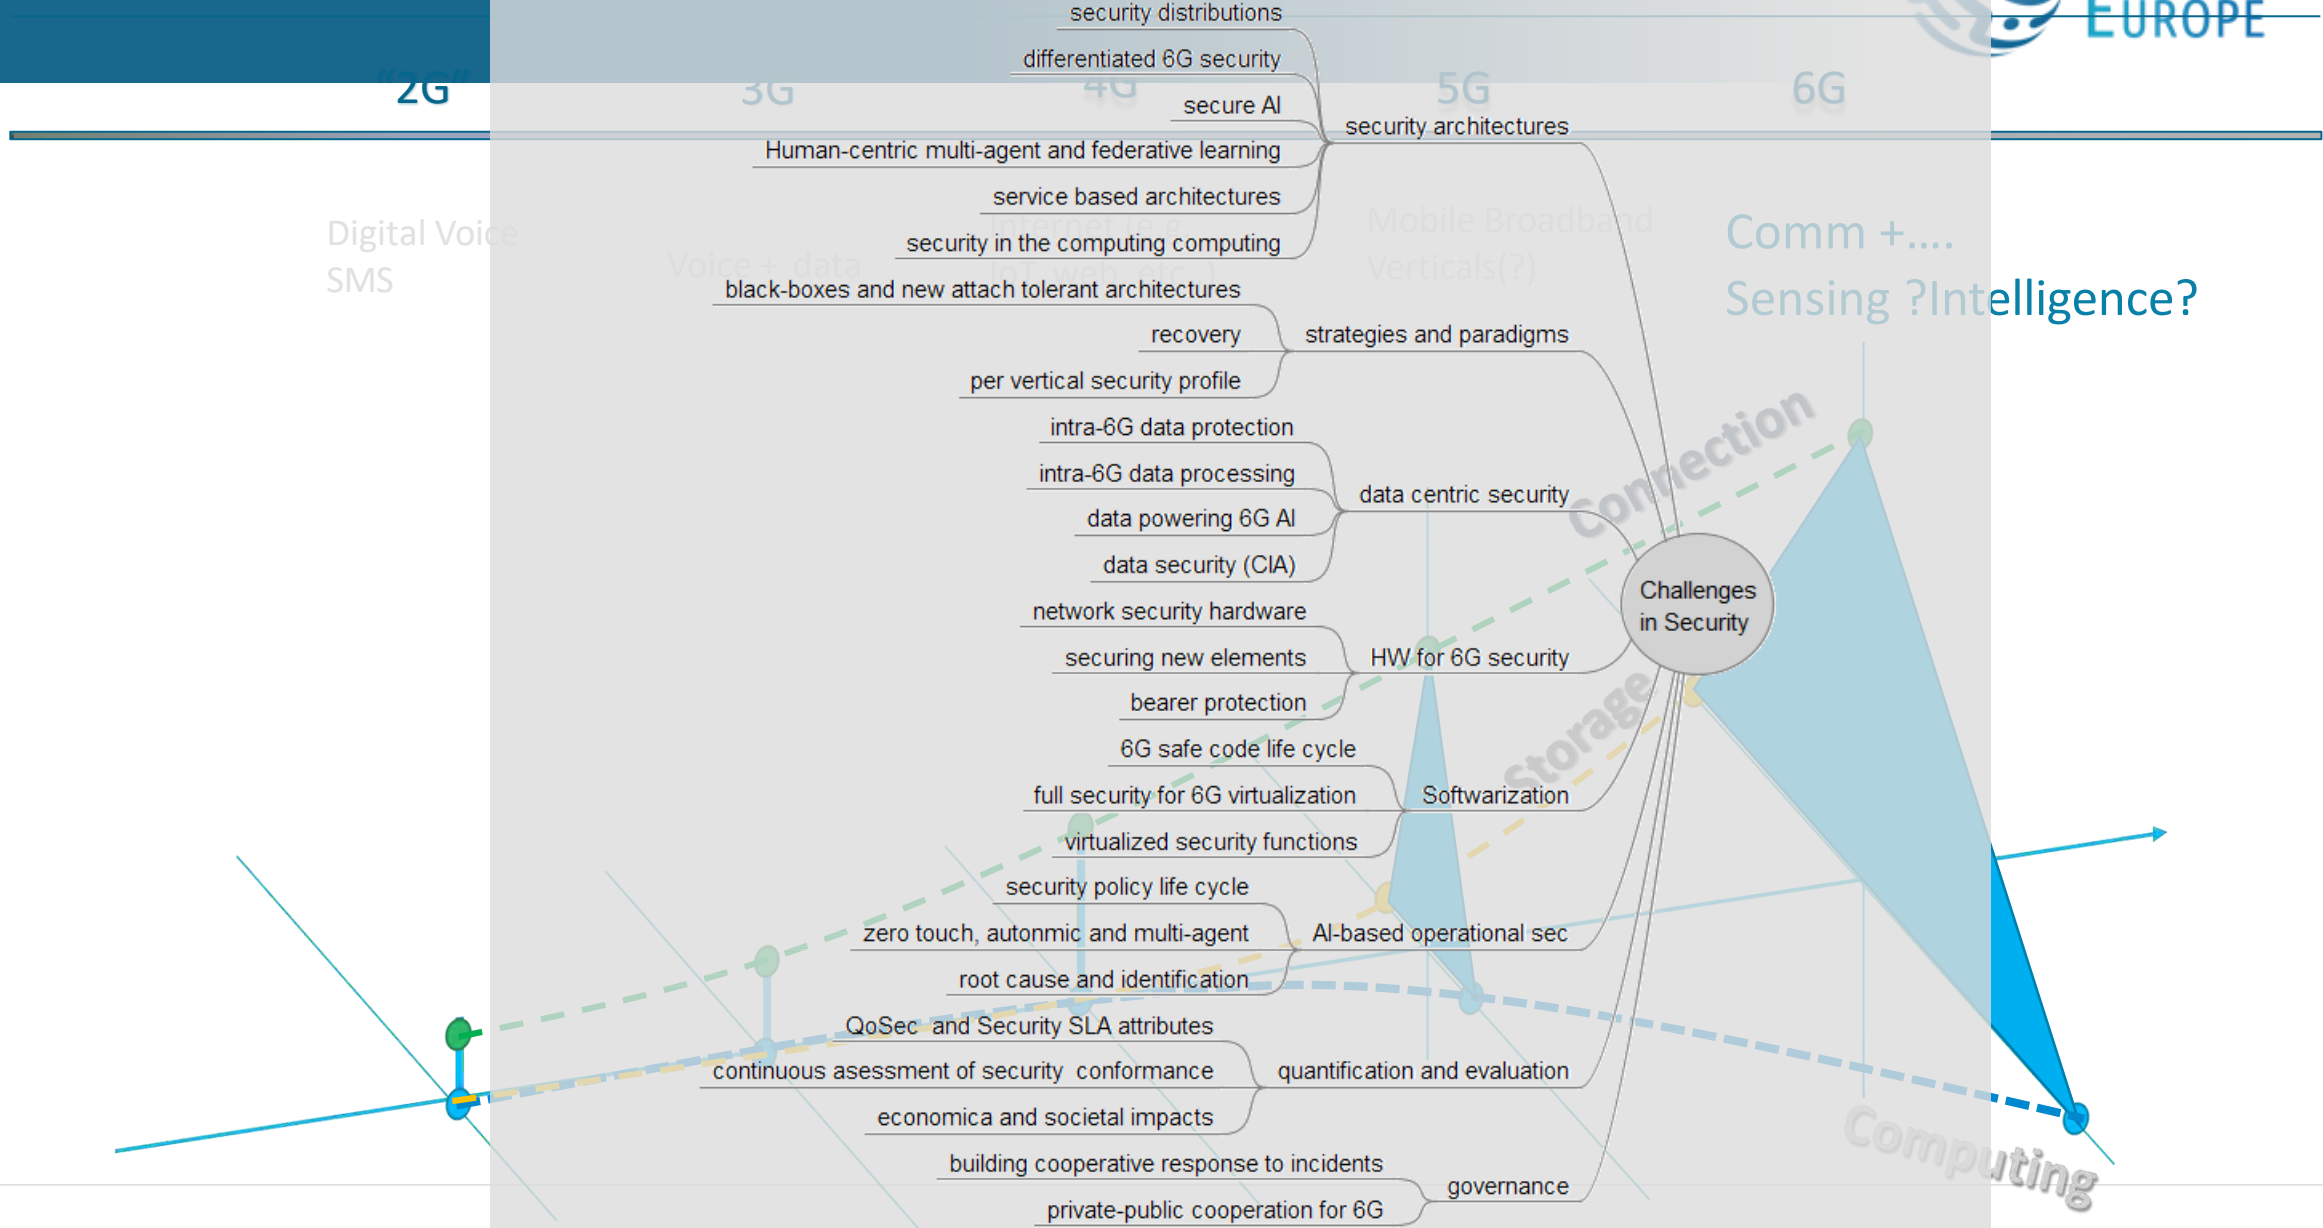 EUROPE
"2G"
3G
4G
5G
6G
Digital Voice
SMS
Voice + data
Internet (e.g.
IoT, web, etc.)
Mobile Broadband
Verticals(?)
Comm +....
Sensing ?Intelligence?
Connection
Storage
Computing
Challenges
in Security
security architectures
security distributions
differentiated 6G security
secure AI
Human-centric multi-agent and federative learning
service based architectures
security in the computing computing
strategies and paradigms
black-boxes and new attach tolerant architectures
recovery
per vertical security profile
data centric security
intra-6G data protection
intra-6G data processing
data powering 6G AI
data security (CIA)
HW for 6G security
network security hardware
securing new elements
bearer protection
Softwarization
6G safe code life cycle
full security for 6G virtualization
virtualized security functions
AI-based operational sec
security policy life cycle
zero touch, autonmic and multi-agent
root cause and identification
quantification and evaluation
QoSec and Security SLA attributes
continuous asessment of security conformance
economica and societal impacts
governance
building cooperative response to incidents
private-public cooperation for 6G